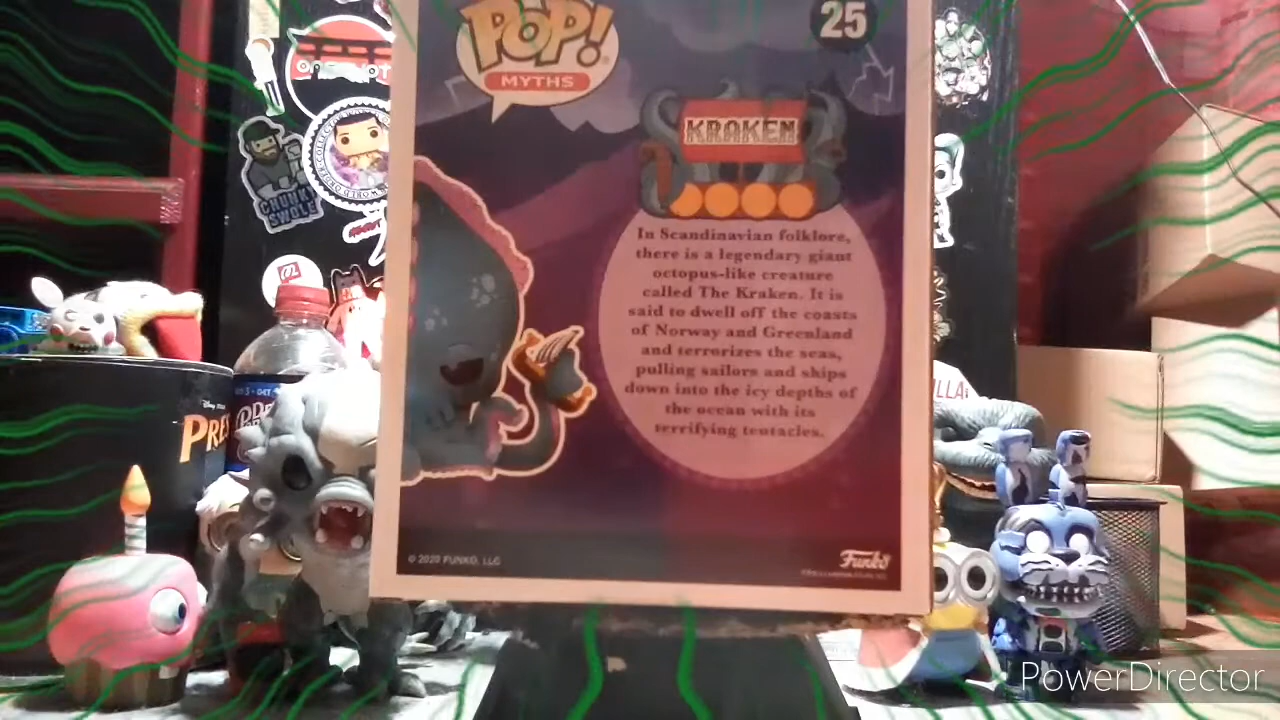 POP!
MYTHS
25
KRAKEN
In Scandinavian folklore,
there is a legendary giant
octopus-like creature
called The Kraken. It is
said to dwell off the coasts
of Norway and Greenland
and terrorizes the seas,
pulling sailors and ships
down into the icy depths of
the ocean with its
terrifying tentacles.
© 2020 FUNKO, LLC
Funko
CHUNKY
SWOLE
PRE
PowerDirector